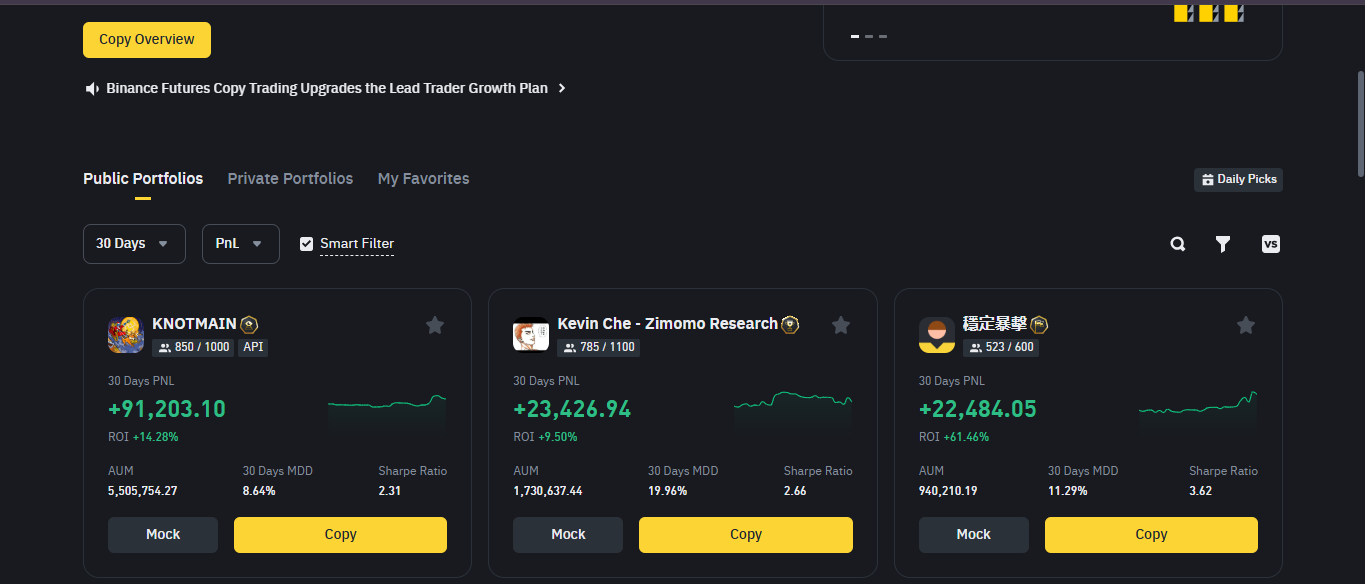 Copy Overview
Binance Futures Copy Trading Upgrades the Lead Trader Growth Plan
Public Portfolios Private Portfolios My Favorites Daily Picks
30 Days PnL Smart Filter VS
KNOTMAIN
850 / 1000 API
30 Days PNL
+91,203.10
ROI +14.28%
AUM 30 Days MDD Sharpe Ratio
5,505,754.27 8.64% 2.31
Mock Copy
Kevin Che - Zimomo Research
785 / 1100
30 Days PNL
+23,426.94
ROI +9.50%
AUM 30 Days MDD Sharpe Ratio
1,730,637.44 19.96% 2.66
Mock Copy
穩定暴擊
523 / 600
30 Days PNL
+22,484.05
ROI +61.46%
AUM 30 Days MDD Sharpe Ratio
940,210.19 11.29% 3.62
Mock Copy